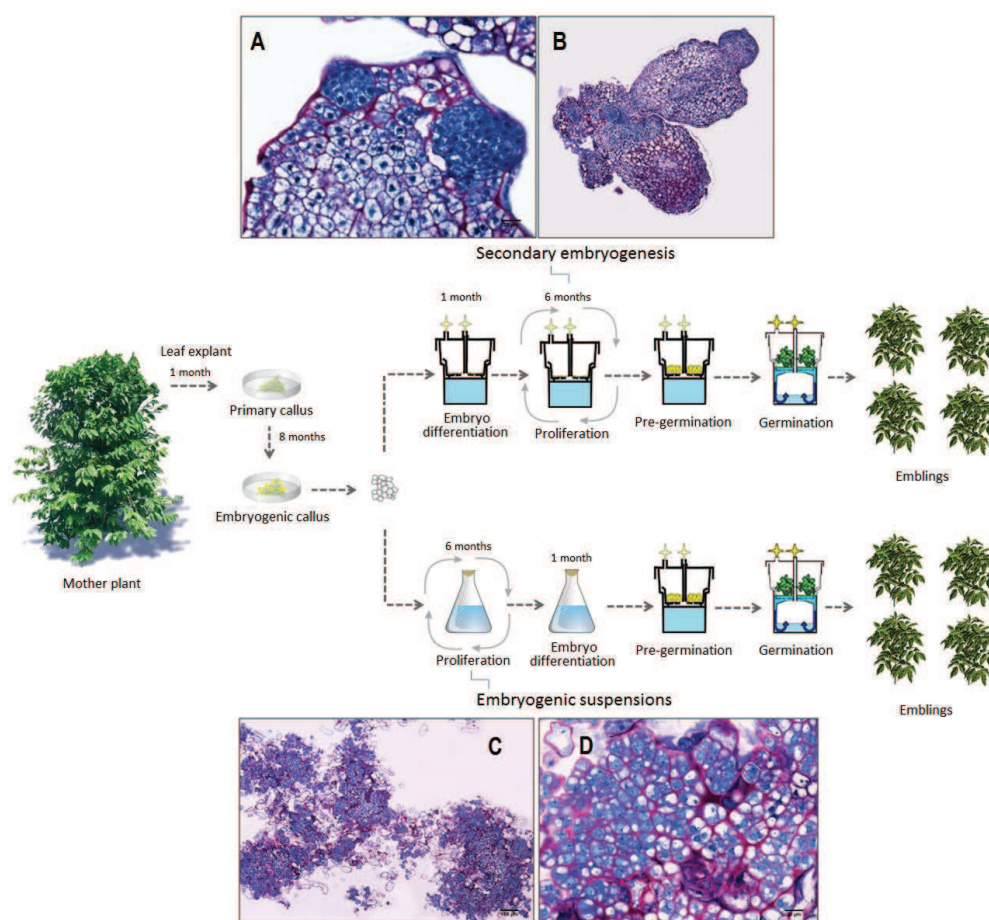 A
B
Secondary embryogenesis
1 month
6 months
Leaf explant
1 month
Primary callus
8 months
Embryogenic callus
Mother plant
Embryo
differentiation
Proliferation
Pre-germination
Germination
Emblings
6 months
1 month
Proliferation
Embryo
differentiation
Pre-germination
Germination
Emblings
Embryogenic suspensions
C
D